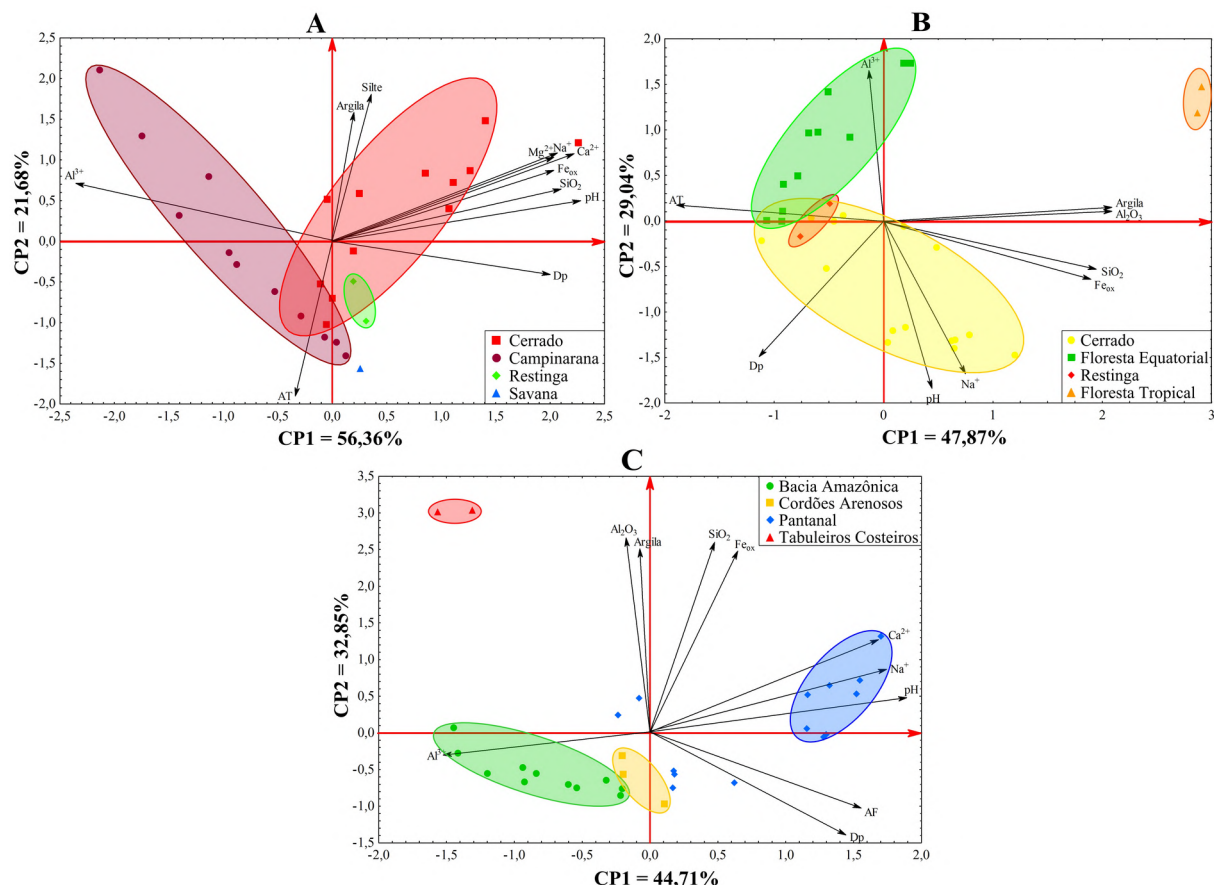 A
2,5
2,0
1,5
1,0
0,5
0,0
-0,5
-1,0
-1,5
-2,0
CP2 = 21,68%
Silte
Argila
Al³⁺
Mg²⁺
Na⁺
Ca²⁺
Feₒₓ
SiO₂
pH
Dp
AT
Cerrado
Campinarana
Restinga
Savana
-2,5 -2,0 -1,5 -1,0 -0,5 0,0 0,5 1,0 1,5 2,0 2,5
CP1 = 56,36%
B
2,0
1,5
1,0
0,5
0,0
-0,5
-1,0
-1,5
-2,0
CP2 = 29,04%
Al³⁺
AT
Argila
Al₂O₃
SiO₂
Feₒₓ
Dp
pH
Na⁺
Cerrado
Floresta Equatorial
Restinga
Floresta Tropical
-2 -1 0 1 2 3
CP1 = 47,87%
C
3,5
3,0
2,5
2,0
1,5
1,0
0,5
0,0
-0,5
-1,0
-1,5
CP2 = 32,85%
Bacia Amazônica
Cordões Arenosos
Pantanal
Tabuleiros Costeiros
Al₂O₃
Argila
SiO₂
Feₒₓ
Ca²⁺
Na⁺
pH
Al³⁺
AF
Dp
-2,0 -1,5 -1,0 -0,5 0,0 0,5 1,0 1,5 2,0
CP1 = 44,71%